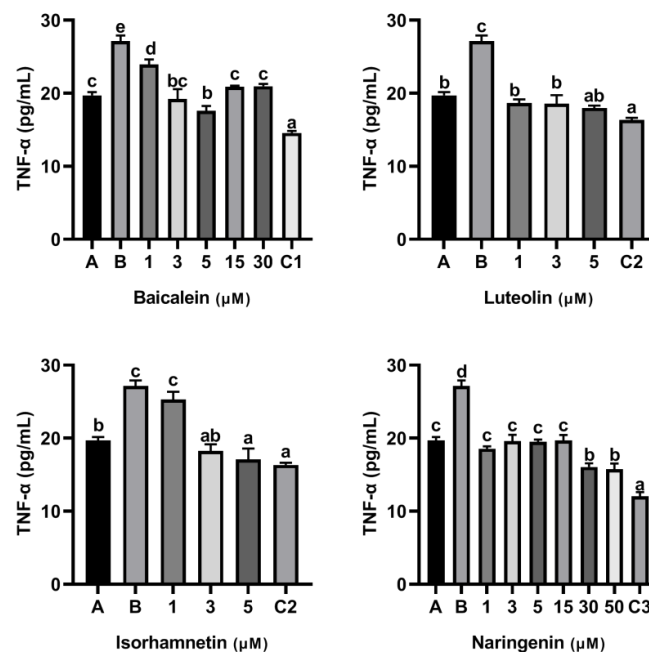 30
20
10
0
TNF-α (pg/mL)
c
e
d
bc
b
c
c
a
A B 1 3 5 15 30 C1
Baicalein (μM)
30
20
10
0
TNF-α (pg/mL)
b
c
b
b
ab
a
A B 1 3 5 C2
Luteolin (μM)
30
20
10
0
TNF-α (pg/mL)
b
c
c
ab
a
a
A B 1 3 5 C2
Isorhamnetin (μM)
30
20
10
0
TNF-α (pg/mL)
c
d
c
c
c
c
b
b
a
A B 1 3 5 15 30 50 C3
Naringenin (μM)